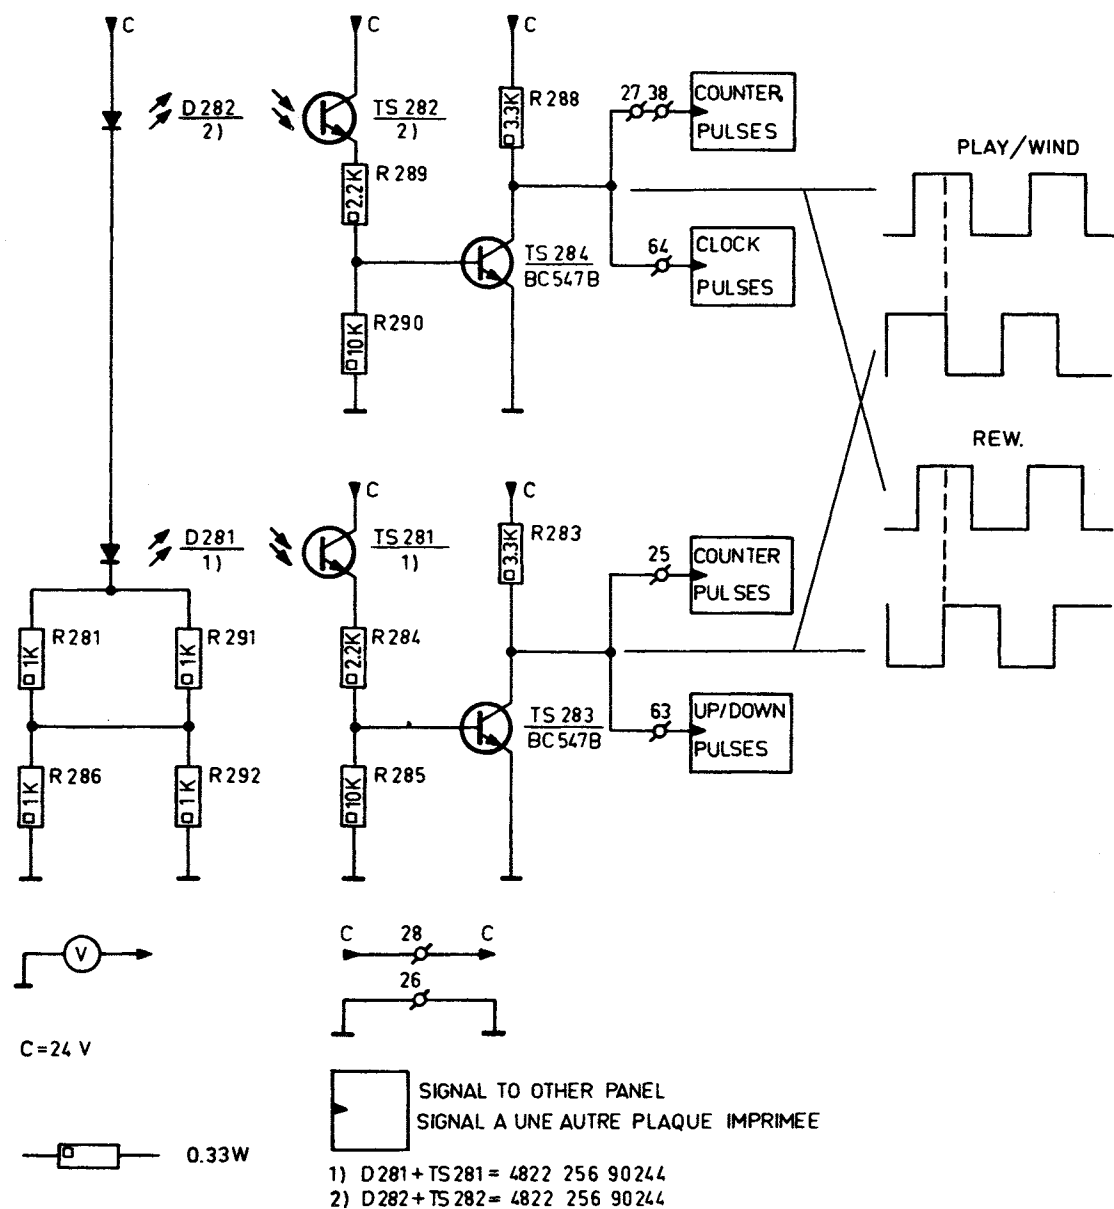 C
C
C
D282
2)
TS282
2)
R288
3.3K
27 38
COUNTER
PULSES
PLAY/WIND
R289
2.2K
TS284
BC547B
64
CLOCK
PULSES
R290
10K
REW.
C
C
D281
1)
TS281
1)
R283
3.3K
25
COUNTER
PULSES
R281
1K
R291
1K
R284
2.2K
TS283
BC547B
63
UP/DOWN
PULSES
R286
1K
R292
1K
R285
10K
V
C
28
C
26
C=24 V
SIGNAL TO OTHER PANEL
SIGNAL A UNE AUTRE PLAQUE IMPRIMEE
0.33W
1) D281+TS281= 4822 256 90244
2) D282+TS282= 4822 256 90244